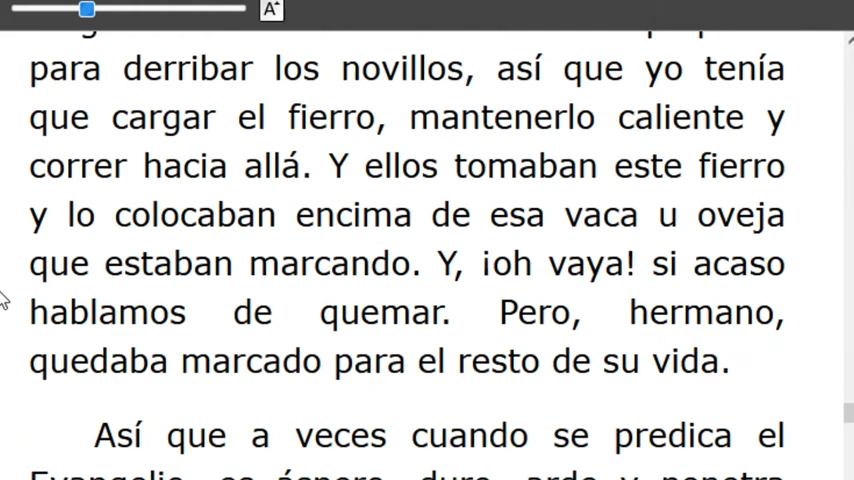 A
para derribar los novillos, así que yo tenía
que cargar el fierro, mantenerlo caliente y
correr hacia allá. Y ellos tomaban este fierro
y lo colocaban encima de esa vaca u oveja
que estaban marcando. Y, ¡oh vaya! si acaso
hablamos de quemar. Pero, hermano,
quedaba marcado para el resto de su vida.
Así que a veces cuando se predica el